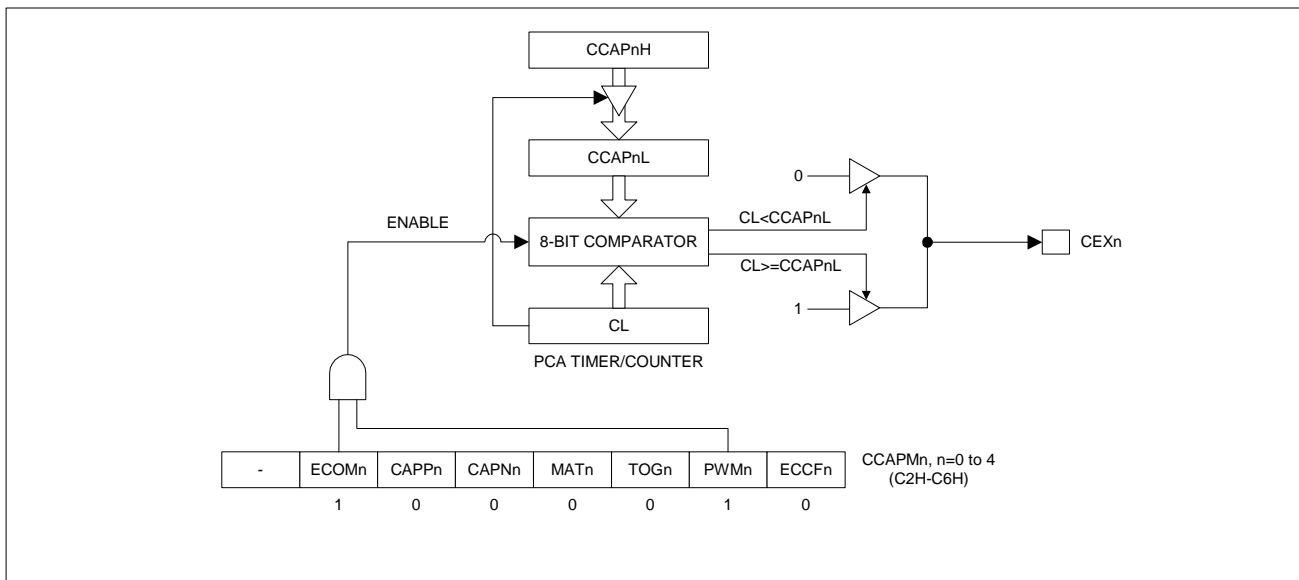 CCAPnH
CCAPnL
0
CL<CCAPnL
ENABLE
8-BIT COMPARATOR
CEXn
CL>=CCAPnL
1
CL
PCA TIMER/COUNTER
- ECOMn CAPPn CAPNn MATn TOGn PWMn ECCFn
CCAPMn, n=0 to 4
(C2H-C6H)
1 0 0 0 0 1 0